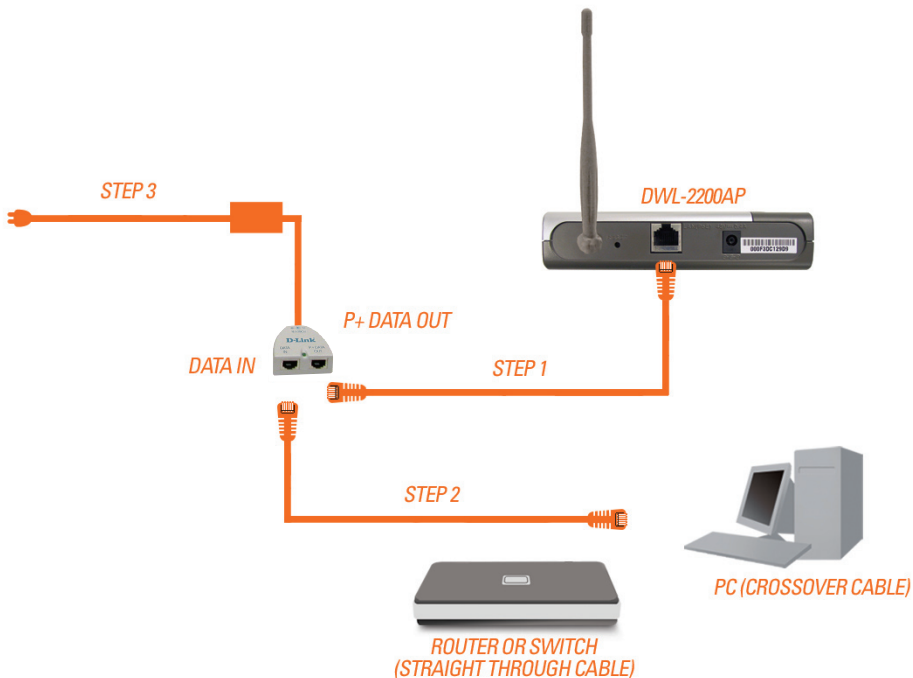 STEP 3
DWL-2200AP
P+ DATA OUT
D-Link
DATA IN
STEP 1
STEP 2
PC (CROSSOVER CABLE)
ROUTER OR SWITCH
(STRAIGHT THROUGH CABLE)